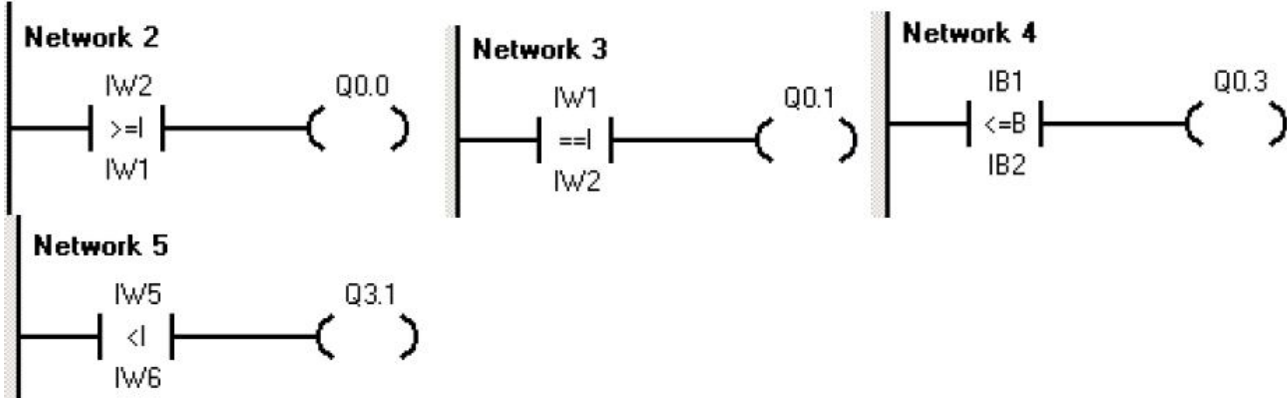 Network 2
IW2
Q0.0
>=I
IW1
Network 3
IW1
Q0.1
==I
IW2
Network 4
IB1
Q0.3
<=B
IB2
Network 5
IW5
Q3.1
<I
IW6